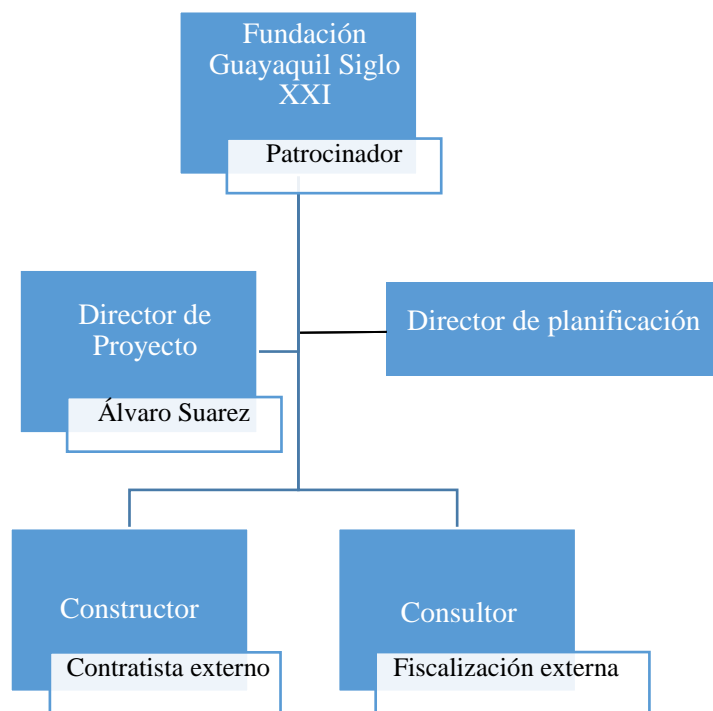 Fundación
Guayaquil Siglo
XXI
Patrocinador
Director de
Proyecto
Álvaro Suarez
Director de planificación
Constructor
Contratista externo
Consultor
Fiscalización externa